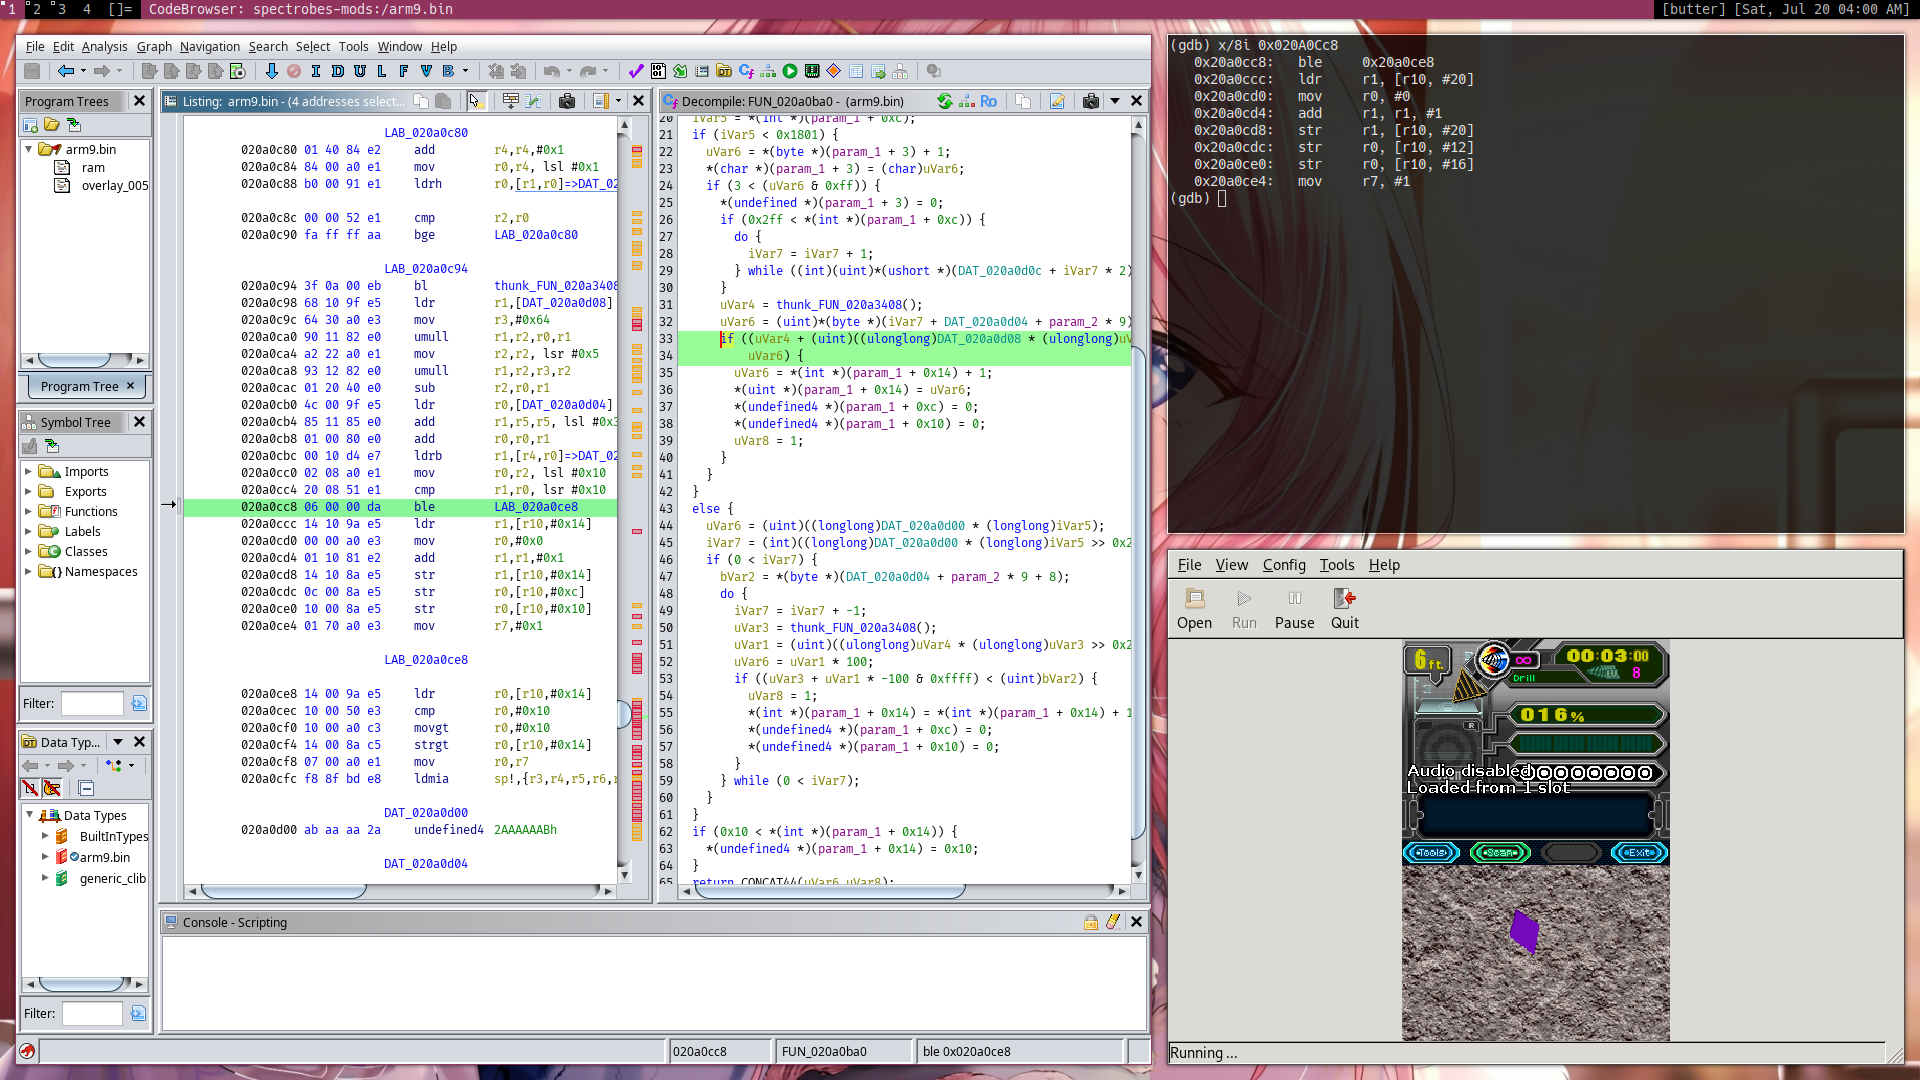 1 2 3 4 []= CodeBrowser: spectrobes-mods:/arm9.bin [butter] [Sat, Jul 20 04:00 AM]
File Edit Analysis Graph Navigation Search Select Tools Window Help
I D U L F V B
Program Trees
arm9.bin
ram
overlay_005
Program Tree
Symbol Tree
Imports
Exports
Functions
Labels
Classes
Namespaces
Filter:
Data Typ...
Data Types
BuiltInTypes
arm9.bin
generic_clib
Filter:
Listing: arm9.bin - (4 addresses select...
LAB_020a0c80
020a0c80 01 40 84 e2 add r4,r4,#0x1
020a0c84 84 00 a0 e1 mov r0,r4, lsl #0x1
020a0c88 b0 00 91 e1 ldrh r0,[r1,r0]=>DAT_02
020a0c8c 00 00 52 e1 cmp r2,r0
020a0c90 fa ff ff aa bge LAB_020a0c80
LAB_020a0c94
020a0c94 3f 0a 00 eb bl thunk_FUN_020a3408
020a0c98 68 10 9f e5 ldr r1,[DAT_020a0d08]
020a0c9c 64 30 a0 e3 mov r3,#0x64
020a0ca0 90 11 82 e0 umull r1,r2,r0,r1
020a0ca4 a2 22 a0 e1 mov r2,r2, lsr #0x5
020a0ca8 93 12 82 e0 umull r1,r2,r3,r2
020a0cac 01 20 40 e0 sub r2,r0,r1
020a0cb0 4c 00 9f e5 ldr r0,[DAT_020a0d04]
020a0cb4 85 11 85 e0 add r1,r5,r5, lsl #0x3
020a0cb8 01 00 80 e0 add r0,r0,r1
020a0cbc 00 10 d4 e7 ldrb r1,[r4,r0]=>DAT_02
020a0cc0 02 08 a0 e1 mov r0,r2, lsl #0x10
020a0cc4 20 08 51 e1 cmp r1,r0, lsr #0x10
020a0cc8 06 00 00 da ble LAB_020a0ce8
020a0ccc 14 10 9a e5 ldr r1,[r10,#0x14]
020a0cd0 00 00 a0 e3 mov r0,#0x0
020a0cd4 01 10 81 e2 add r1,r1,#0x1
020a0cd8 14 10 8a e5 str r1,[r10,#0x14]
020a0cdc 0c 00 8a e5 str r0,[r10,#0xc]
020a0ce0 10 00 8a e5 str r0,[r10,#0x10]
020a0ce4 01 70 a0 e3 mov r7,#0x1
LAB_020a0ce8
020a0ce8 14 00 9a e5 ldr r0,[r10,#0x14]
020a0cec 10 00 50 e3 cmp r0,#0x10
020a0cf0 10 00 a0 c3 movgt r0,#0x10
020a0cf4 14 00 8a c5 strgt r0,[r10,#0x14]
020a0cf8 07 00 a0 e1 mov r0,r7
020a0cfc f8 8f bd e8 ldmia sp!,{r3,r4,r5,r6,r
DAT_020a0d00
020a0d00 ab aa aa 2a undefined4 2AAAAAABh
DAT_020a0d04
Decompile: FUN_020a0ba0 - (arm9.bin)
Ro
20 iVar5 = *(int *)(param_1 + 0xc);
21 if (iVar5 < 0x1801) {
22 uVar6 = *(byte *)(param_1 + 3) + 1;
23 *(char *)(param_1 + 3) = (char)uVar6;
24 if (3 < (uVar6 & 0xff)) {
25 *(undefined *)(param_1 + 3) = 0;
26 if (0x2ff < *(int *)(param_1 + 0xc)) {
27 do {
28 iVar7 = iVar7 + 1;
29 } while ((int)(uint)*(ushort *)(DAT_020a0d0c + iVar7 * 2)
30 }
31 uVar4 = thunk_FUN_020a3408();
32 uVar6 = (uint)*(byte *)(iVar7 + DAT_020a0d04 + param_2 * 9)
33 if ((uVar4 + (uint)((ulonglong)DAT_020a0d08 * (ulonglong)uV
34 uVar6) {
35 uVar6 = *(int *)(param_1 + 0x14) + 1;
36 *(uint *)(param_1 + 0x14) = uVar6;
37 *(undefined4 *)(param_1 + 0xc) = 0;
38 *(undefined4 *)(param_1 + 0x10) = 0;
39 uVar8 = 1;
40 }
41 }
42 }
43 else {
44 uVar6 = (uint)((longlong)DAT_020a0d00 * (longlong)iVar5);
45 iVar7 = (int)((longlong)DAT_020a0d00 * (longlong)iVar5 >> 0x2
46 if (0 < iVar7) {
47 bVar2 = *(byte *)(DAT_020a0d04 + param_2 * 9 + 8);
48 do {
49 iVar7 = iVar7 + -1;
50 uVar3 = thunk_FUN_020a3408();
51 uVar1 = (uint)((ulonglong)uVar4 * (ulonglong)uVar3 >> 0x2
52 uVar6 = uVar1 * 100;
53 if ((uVar3 + uVar1 * -100 & 0xffff) < (uint)bVar2) {
54 uVar8 = 1;
55 *(int *)(param_1 + 0x14) = *(int *)(param_1 + 0x14) + 1
56 *(undefined4 *)(param_1 + 0xc) = 0;
57 *(undefined4 *)(param_1 + 0x10) = 0;
58 }
59 } while (0 < iVar7);
60 }
61 }
62 if (0x10 < *(int *)(param_1 + 0x14)) {
63 *(undefined4 *)(param_1 + 0x14) = 0x10;
64 }
65 return CONCAT44(uVar6,uVar8);
Console - Scripting
020a0cc8 FUN_020a0ba0 ble 0x020a0ce8
(gdb) x/8i 0x020A0Cc8
0x20a0cc8: ble 0x20a0ce8
0x20a0ccc: ldr r1, [r10, #20]
0x20a0cd0: mov r0, #0
0x20a0cd4: add r1, r1, #1
0x20a0cd8: str r1, [r10, #20]
0x20a0cdc: str r0, [r10, #12]
0x20a0ce0: str r0, [r10, #16]
0x20a0ce4: mov r7, #1
(gdb)
File View Config Tools Help
Open Run Pause Quit
6 ft. ∞ 00:03:00
Drill 8
R 016%
Audio disabled
Loaded from 1 slot
Tools Scan Exit
Running ...